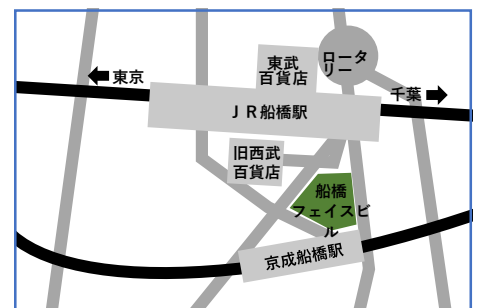 東武
百貨店
ロータ
リー
東京
千葉
ＪＲ船橋駅
旧西武
百貨店
船橋
フェイスビ
ル
京成船橋駅